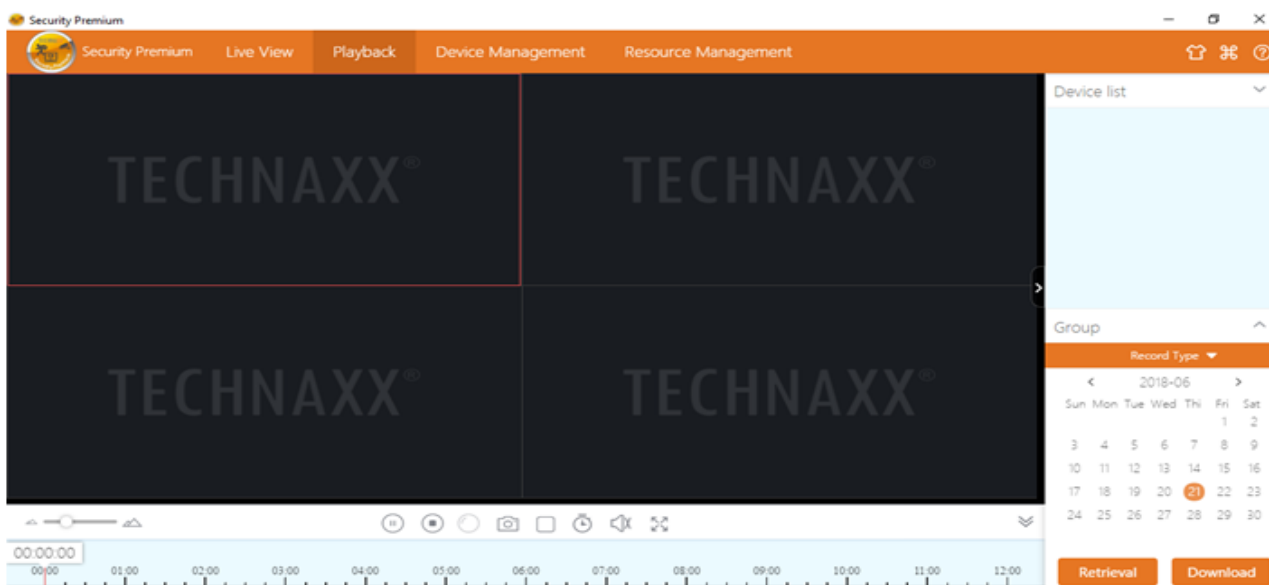 Security Premium
Security Premium Live View Playback Device Management Resource Management
Device list
TECHNAXX® TECHNAXX®
Group
Record Type
2018-06
Sun Mon Tue Wed Thi Fri Sat
1 2
TECHNAXX® TECHNAXX®
3 4 5 6 7 8 9
10 11 12 13 14 15 16
17 18 19 20 21 22 23
24 25 26 27 28 29 30
00:00:00
00:00 01:00 02:00 03:00 04:00 05:00 06:00 07:00 08:00 09:00 10:00 11:00 12:00
Retrieval Download